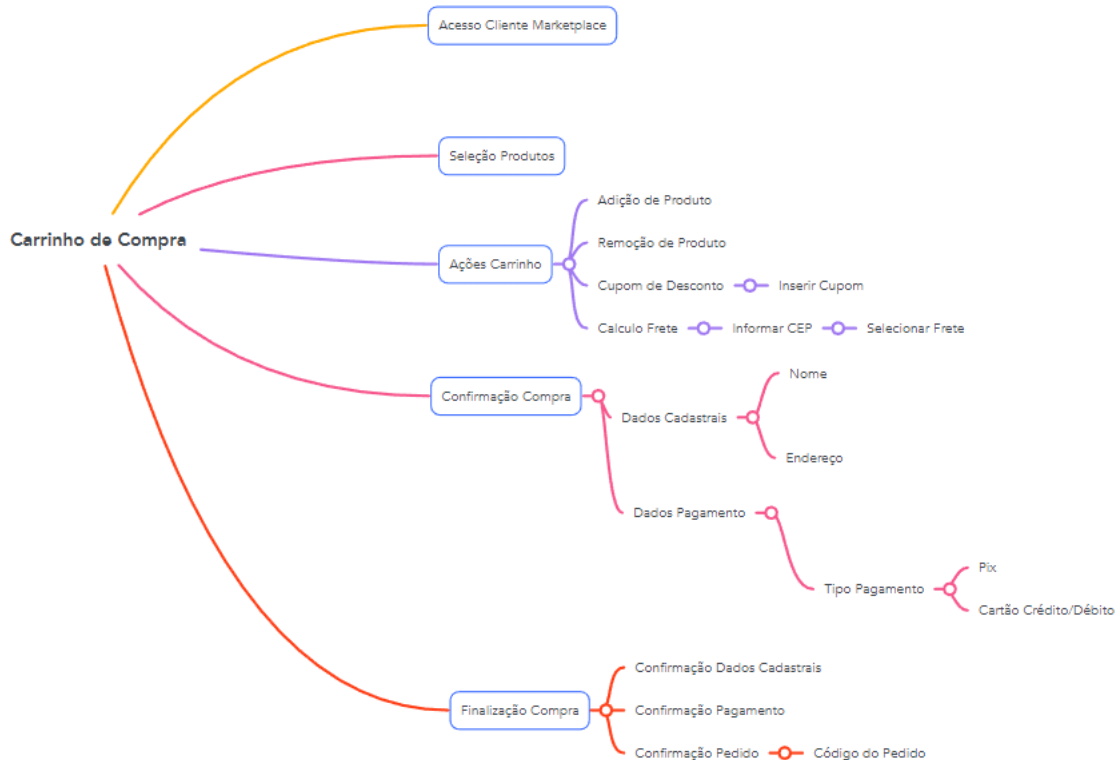 Acesso Cliente Marketplace
Seleção Produtos
Carrinho de Compra
Ações Carrinho
Adição de Produto
Remoção de Produto
Cupom de Desconto
Inserir Cupom
Calculo Frete
Informar CEP
Selecionar Frete
Confirmação Compra
Dados Cadastrais
Nome
Endereço
Dados Pagamento
Tipo Pagamento
Pix
Cartão Crédito/Débito
Finalização Compra
Confirmação Dados Cadastrais
Confirmação Pagamento
Confirmação Pedido
Código do Pedido